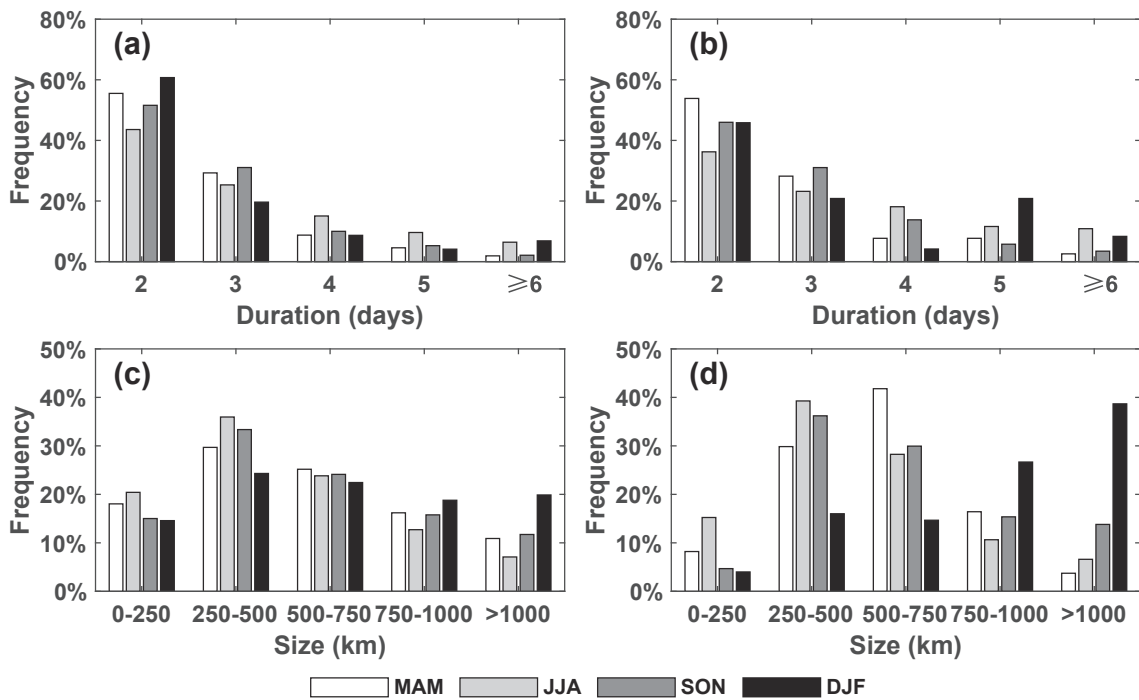 (a)
Frequency
80%
60%
40%
20%
0%
2 3 4 5 ⩾6
Duration (days)
(b)
Frequency
80%
60%
40%
20%
0%
2 3 4 5 ⩾6
Duration (days)
(c)
Frequency
50%
40%
30%
20%
10%
0%
0-250 250-500 500-750 750-1000 >1000
Size (km)
(d)
Frequency
50%
40%
30%
20%
10%
0%
0-250 250-500 500-750 750-1000 >1000
Size (km)
MAM JJA SON DJF